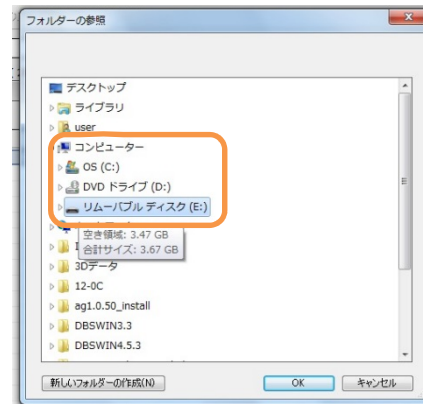 フォルダーの参照
デスクトップ
ライブラリ
user
コンピューター
OS (C:)
DVD ドライブ (D:)
リムーバブル ディスク (E:)
空き領域: 3.47 GB
合計サイズ: 3.67 GB
3Dデータ
12-0C
ag1.0.50_install
DBSWIN3.3
DBSWIN4.5.3
新しいフォルダーの作成(N)
OK
キャンセル